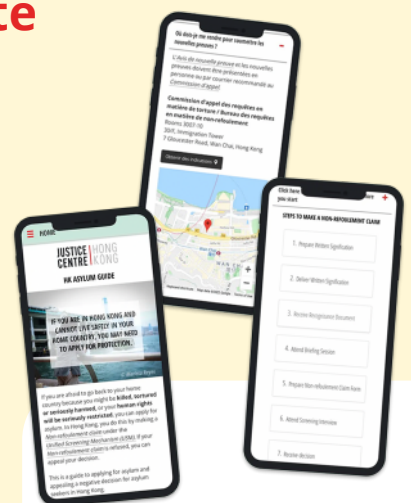 te
Où dois-je me rendre pour soumettre les
nouvelles preuves ?
L'avis de nouvelle preuve et les nouvelles
preuves doivent être présentées en
personne ou par courrier recommandé au
Commission d'appel
Commission d'appel des requêtes en
matière de torture / Bureau des requêtes
en matière de non-refoulement
Rooms 3007-10
30/F, Immigration Tower
7 Gloucester Road, Wan Chai, Hong Kong
Obtenir des indications
Click here
you start
STEPS TO MAKE A NON-REFOULEMENT CLAIM
1. Prepare Written Signification
2. Deliver Written Signification
3. Receive Recognizance Document
4. Attend Briefing Session
5. Prepare Non-refoulement Claim Form
6. Attend Screening Interview
7. Receive decision
HOME
JUSTICE HONG
CENTRE KONG
HK ASYLUM GUIDE
IF YOU ARE IN HONG KONG AND
CANNOT LIVE SAFELY IN YOUR
HOME COUNTRY, YOU MAY NEED
TO APPLY FOR PROTECTION.
If you are afraid to go back to your home
country because you might be killed, tortured
or seriously harmed, or your human rights
will be seriously restricted, you can apply for
asylum. In Hong Kong, you do this by making a
Non-refoulement claim under the
Unified Screening Mechanism (USM). If your
Non-refoulement claim is refused, you can
appeal your decision.
This is a guide to applying for asylum and
appealing a negative decision for asylum
seekers in Hong Kong.